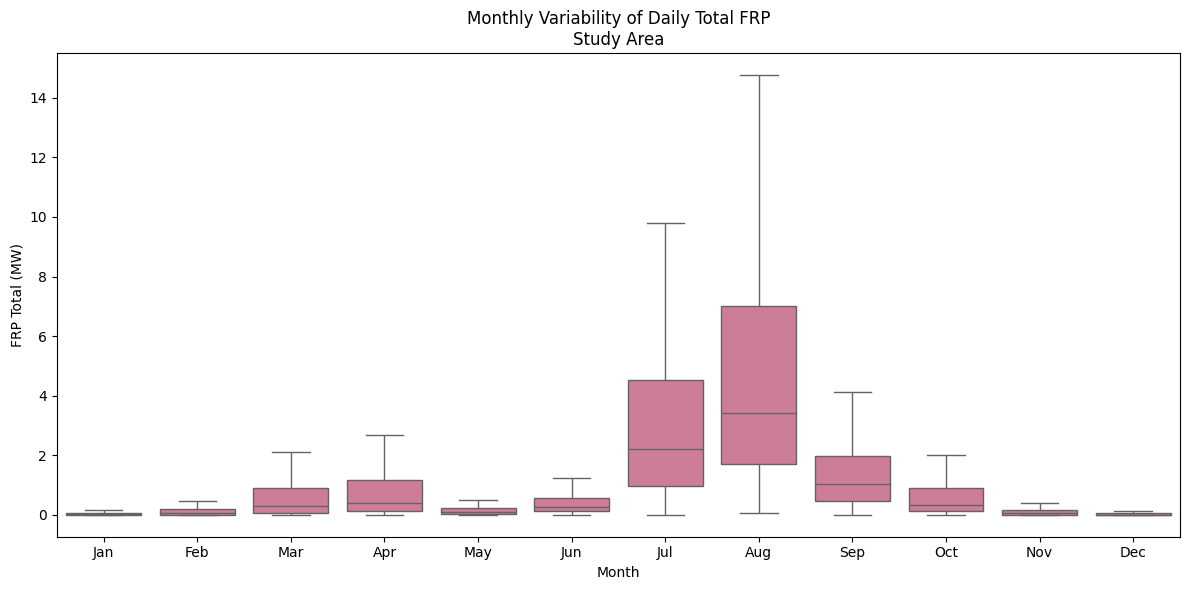 Monthly Variability of Daily Total FRP
Study Area
FRP Total (MW)
14
12
10
8
6
4
2
0
Jan Feb Mar Apr May Jun Jul Aug Sep Oct Nov Dec
Month